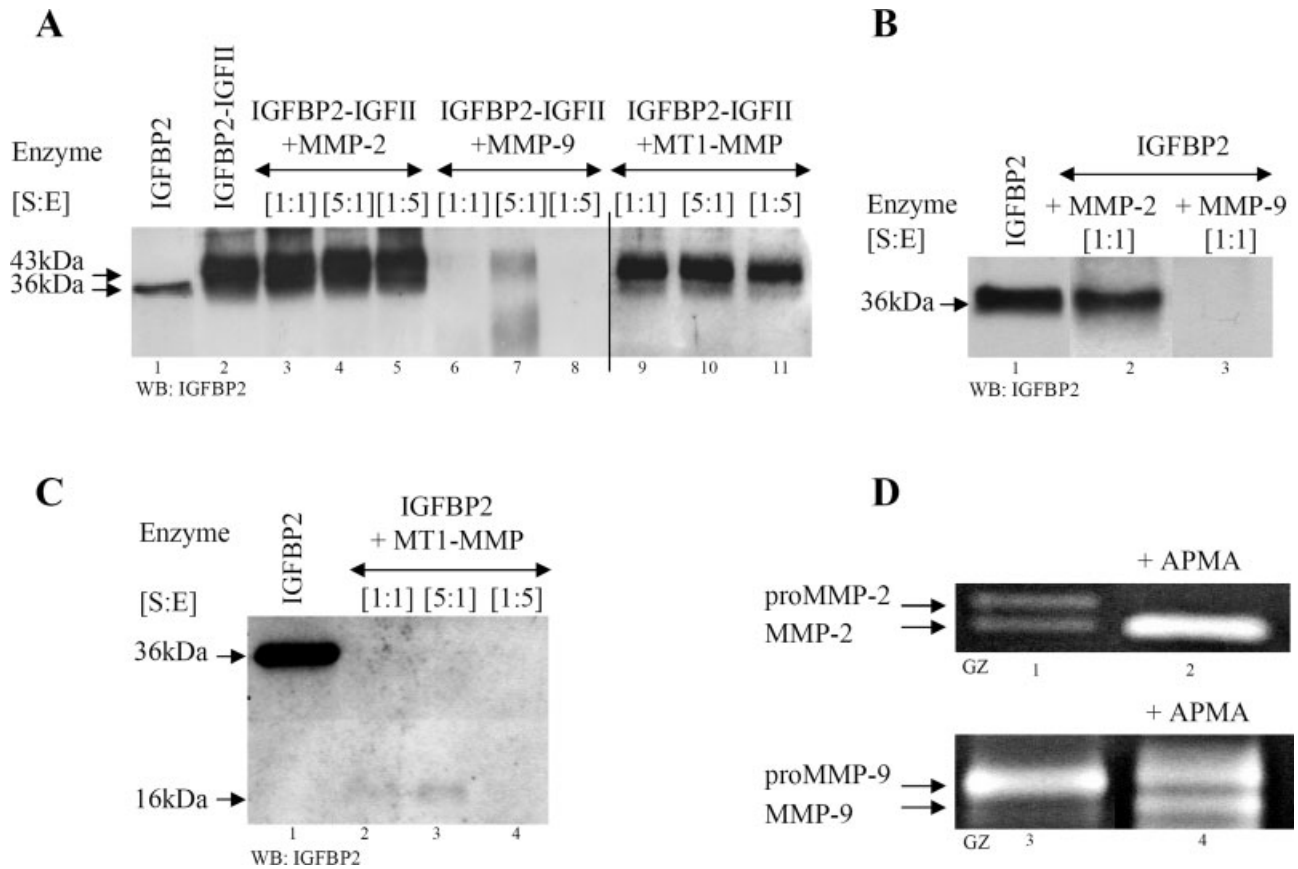 A
IGFBP2
IGFBP2-IGFII
IGFBP2-IGFII IGFBP2-IGFII IGFBP2-IGFII
Enzyme +MMP-2 +MMP-9 +MT1-MMP
[S:E] [1:1] [5:1] [1:5] [1:1] [5:1] [1:5] [1:1] [5:1] [1:5]
43kDa
36kDa
1 2 3 4 5 6 7 8 9 10 11
WB: IGFBP2
B
IGFBP2
IGFBP2
Enzyme + MMP-2 + MMP-9
[S:E] [1:1] [1:1]
36kDa
1 2 3
WB: IGFBP2
C
IGFBP2
IGFBP2
Enzyme + MT1-MMP
[S:E] [1:1] [5:1] [1:5]
36kDa
16kDa
1 2 3 4
WB: IGFBP2
D
+ APMA
proMMP-2
MMP-2
GZ 1 2
+ APMA
proMMP-9
MMP-9
GZ 3 4